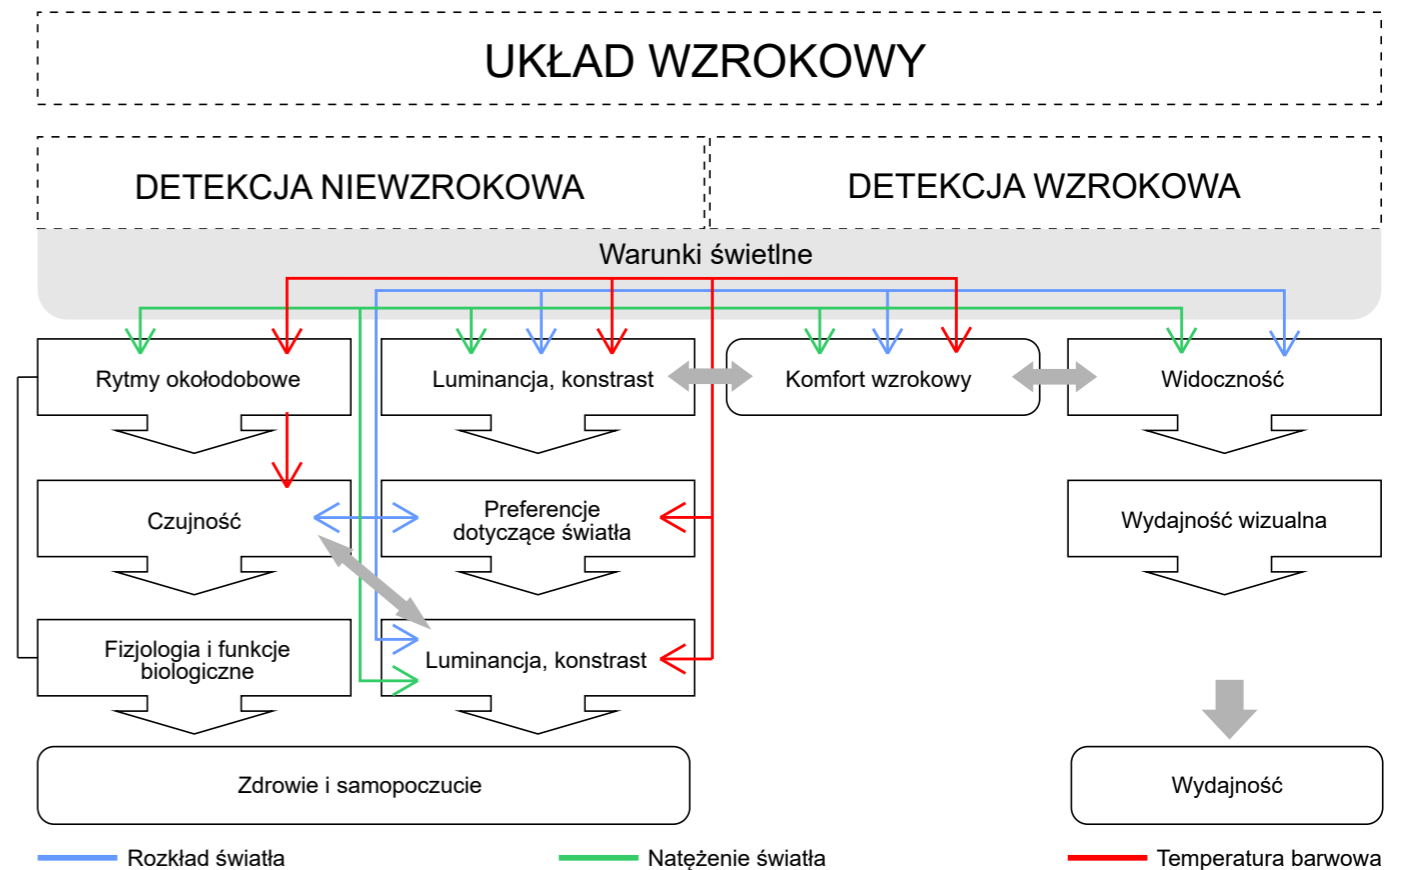 UKŁAD WZROKOWY
DETEKCJA NIEWZROKOWA
DETEKCJA WZROKOWA
Warunki świetlne
Rytmy okołodobowe
Luminancja, konstrast
Komfort wzrokowy
Widoczność
Czujność
Preferencje
dotyczące światła
Wydajność wizualna
Fizjologia i funkcje
biologiczne
Luminancja, konstrast
Zdrowie i samopoczucie
Wydajność
Rozkład światła
Natężenie światła
Temperatura barwowa